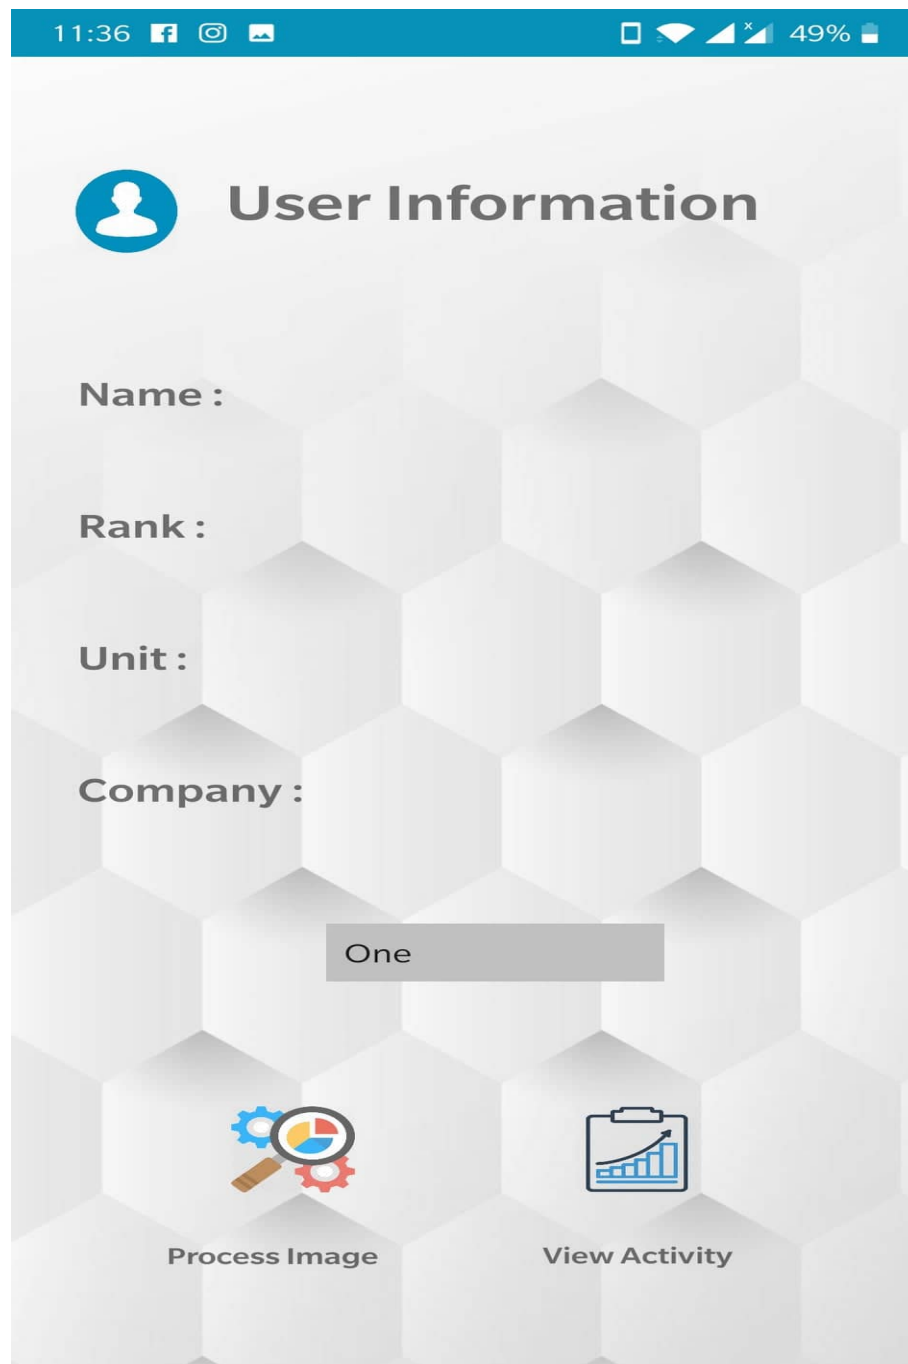 11:36 49%
User Information
Name :
Rank :
Unit :
Company :
One
Process Image View Activity